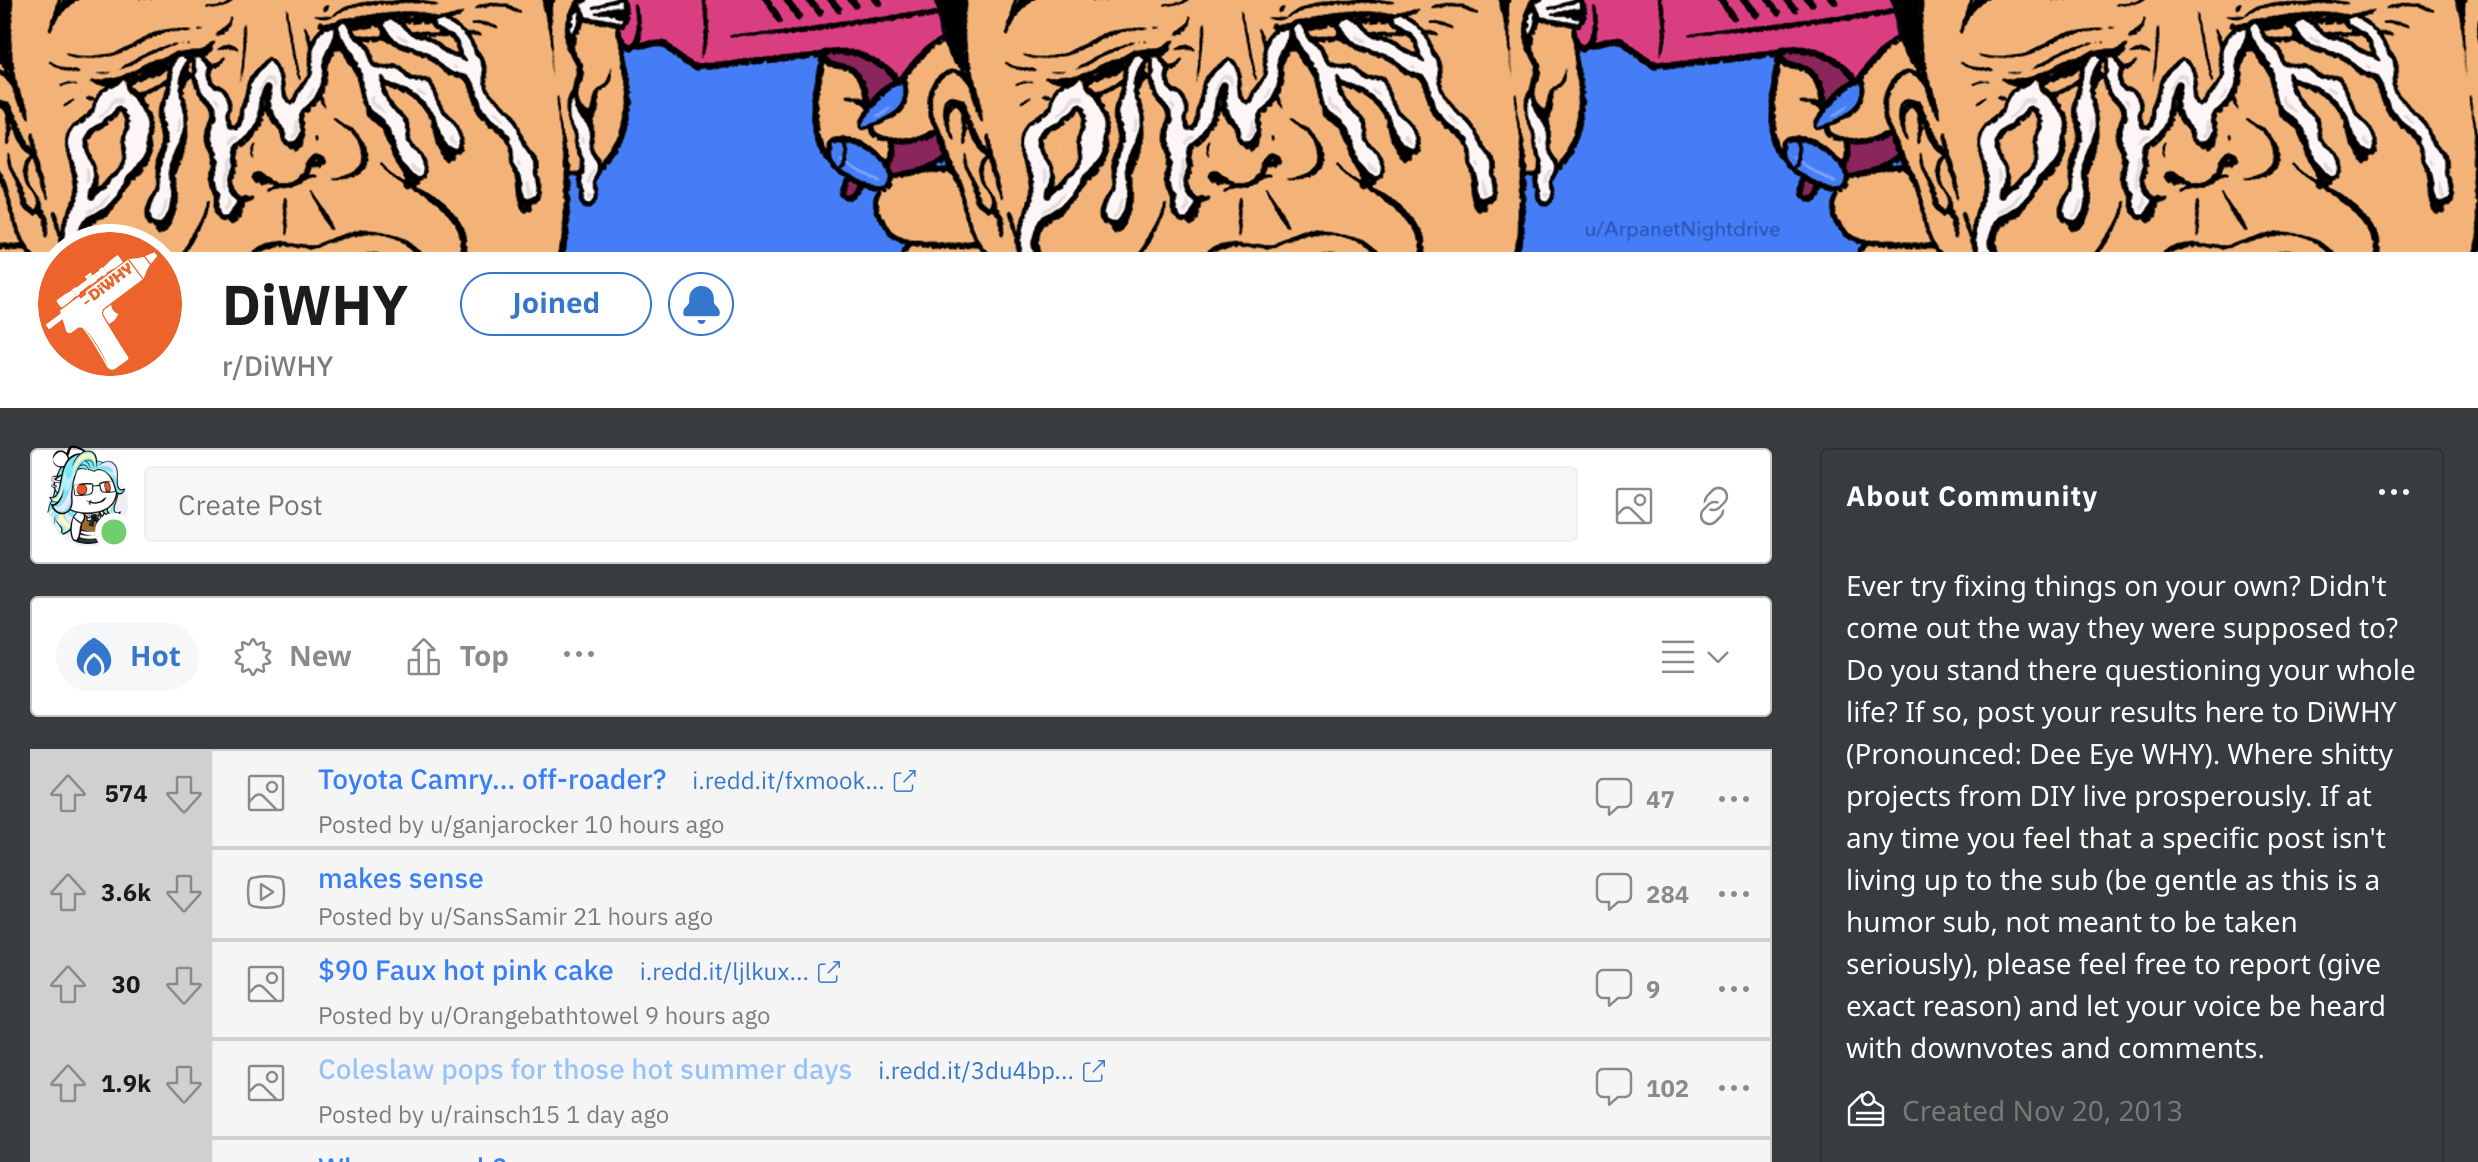 DIWHY
DIWHY
DIWHY
u/ArpanetNightdrive
DiWHY
DiWHY
Joined
r/DiWHY
Create Post
Hot
New
Top
574
Toyota Camry... off-roader?
i.redd.it/fxmook...
Posted by u/ganjarocker 10 hours ago
47
3.6k
makes sense
Posted by u/SansSamir 21 hours ago
284
30
$90 Faux hot pink cake
i.redd.it/ljlkux...
Posted by u/Orangebathtowel 9 hours ago
9
1.9k
Coleslaw pops for those hot summer days
i.redd.it/3du4bp...
Posted by u/rainsch15 1 day ago
102
About Community
Ever try fixing things on your own? Didn't
come out the way they were supposed to?
Do you stand there questioning your whole
life? If so, post your results here to DiWHY
(Pronounced: Dee Eye WHY). Where shitty
projects from DIY live prosperously. If at
any time you feel that a specific post isn't
living up to the sub (be gentle as this is a
humor sub, not meant to be taken
seriously), please feel free to report (give
exact reason) and let your voice be heard
with downvotes and comments.
Created Nov 20, 2013